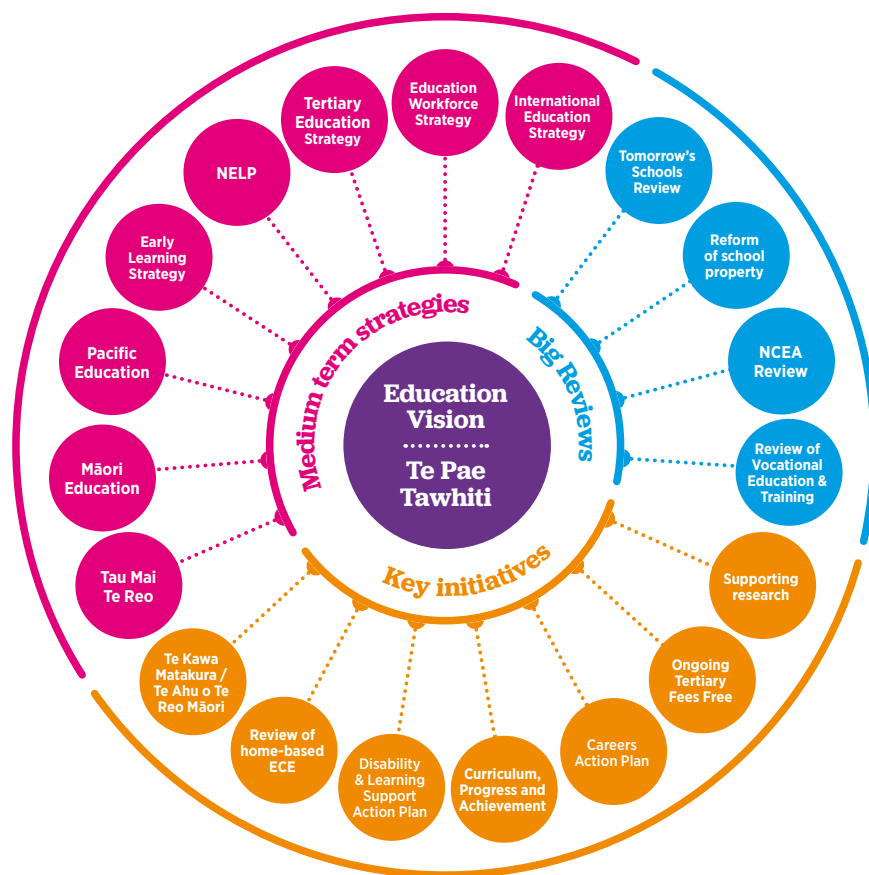 Education
Vision
Te Pae
Tawhiti
Medium term strategies
Tau Mai
Te Reo
Māori
Education
Pacific
Education
Early
Learning
Strategy
NELP
Tertiary
Education
Strategy
Education
Workforce
Strategy
International
Education
Strategy
Big Reviews
Tomorrow's
Schools
Review
Reform
of school
property
NCEA
Review
Review of
Vocational
Education &
Training
Key initiatives
Supporting
research
Ongoing
Tertiary
Fees Free
Careers
Action Plan
Curriculum,
Progress and
Achievement
Disability
& Learning
Support
Action Plan
Review of
home-based
ECE
Te Kawa
Matakura /
Te Ahu o Te
Reo Māori